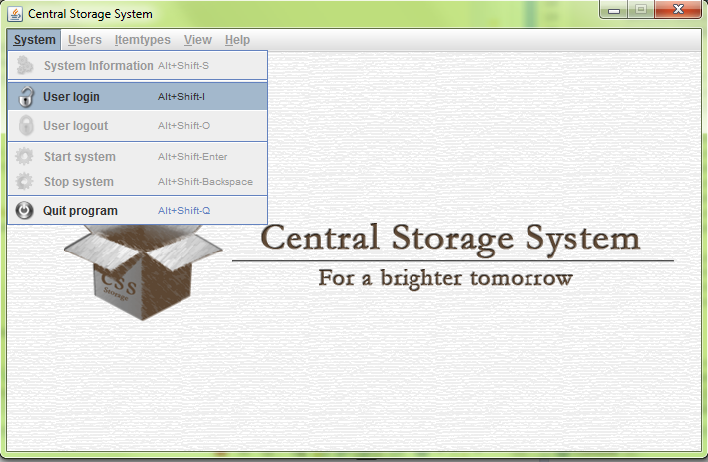 Central Storage System
System Users Itemtypes View Help
System Information Alt+Shift-S
User login Alt+Shift-I
User logout Alt+Shift-O
Start system Alt+Shift-Enter
Stop system Alt+Shift-Backspace
Quit program Alt+Shift-Q
Central Storage System
For a brighter tomorrow
CSS
Storage